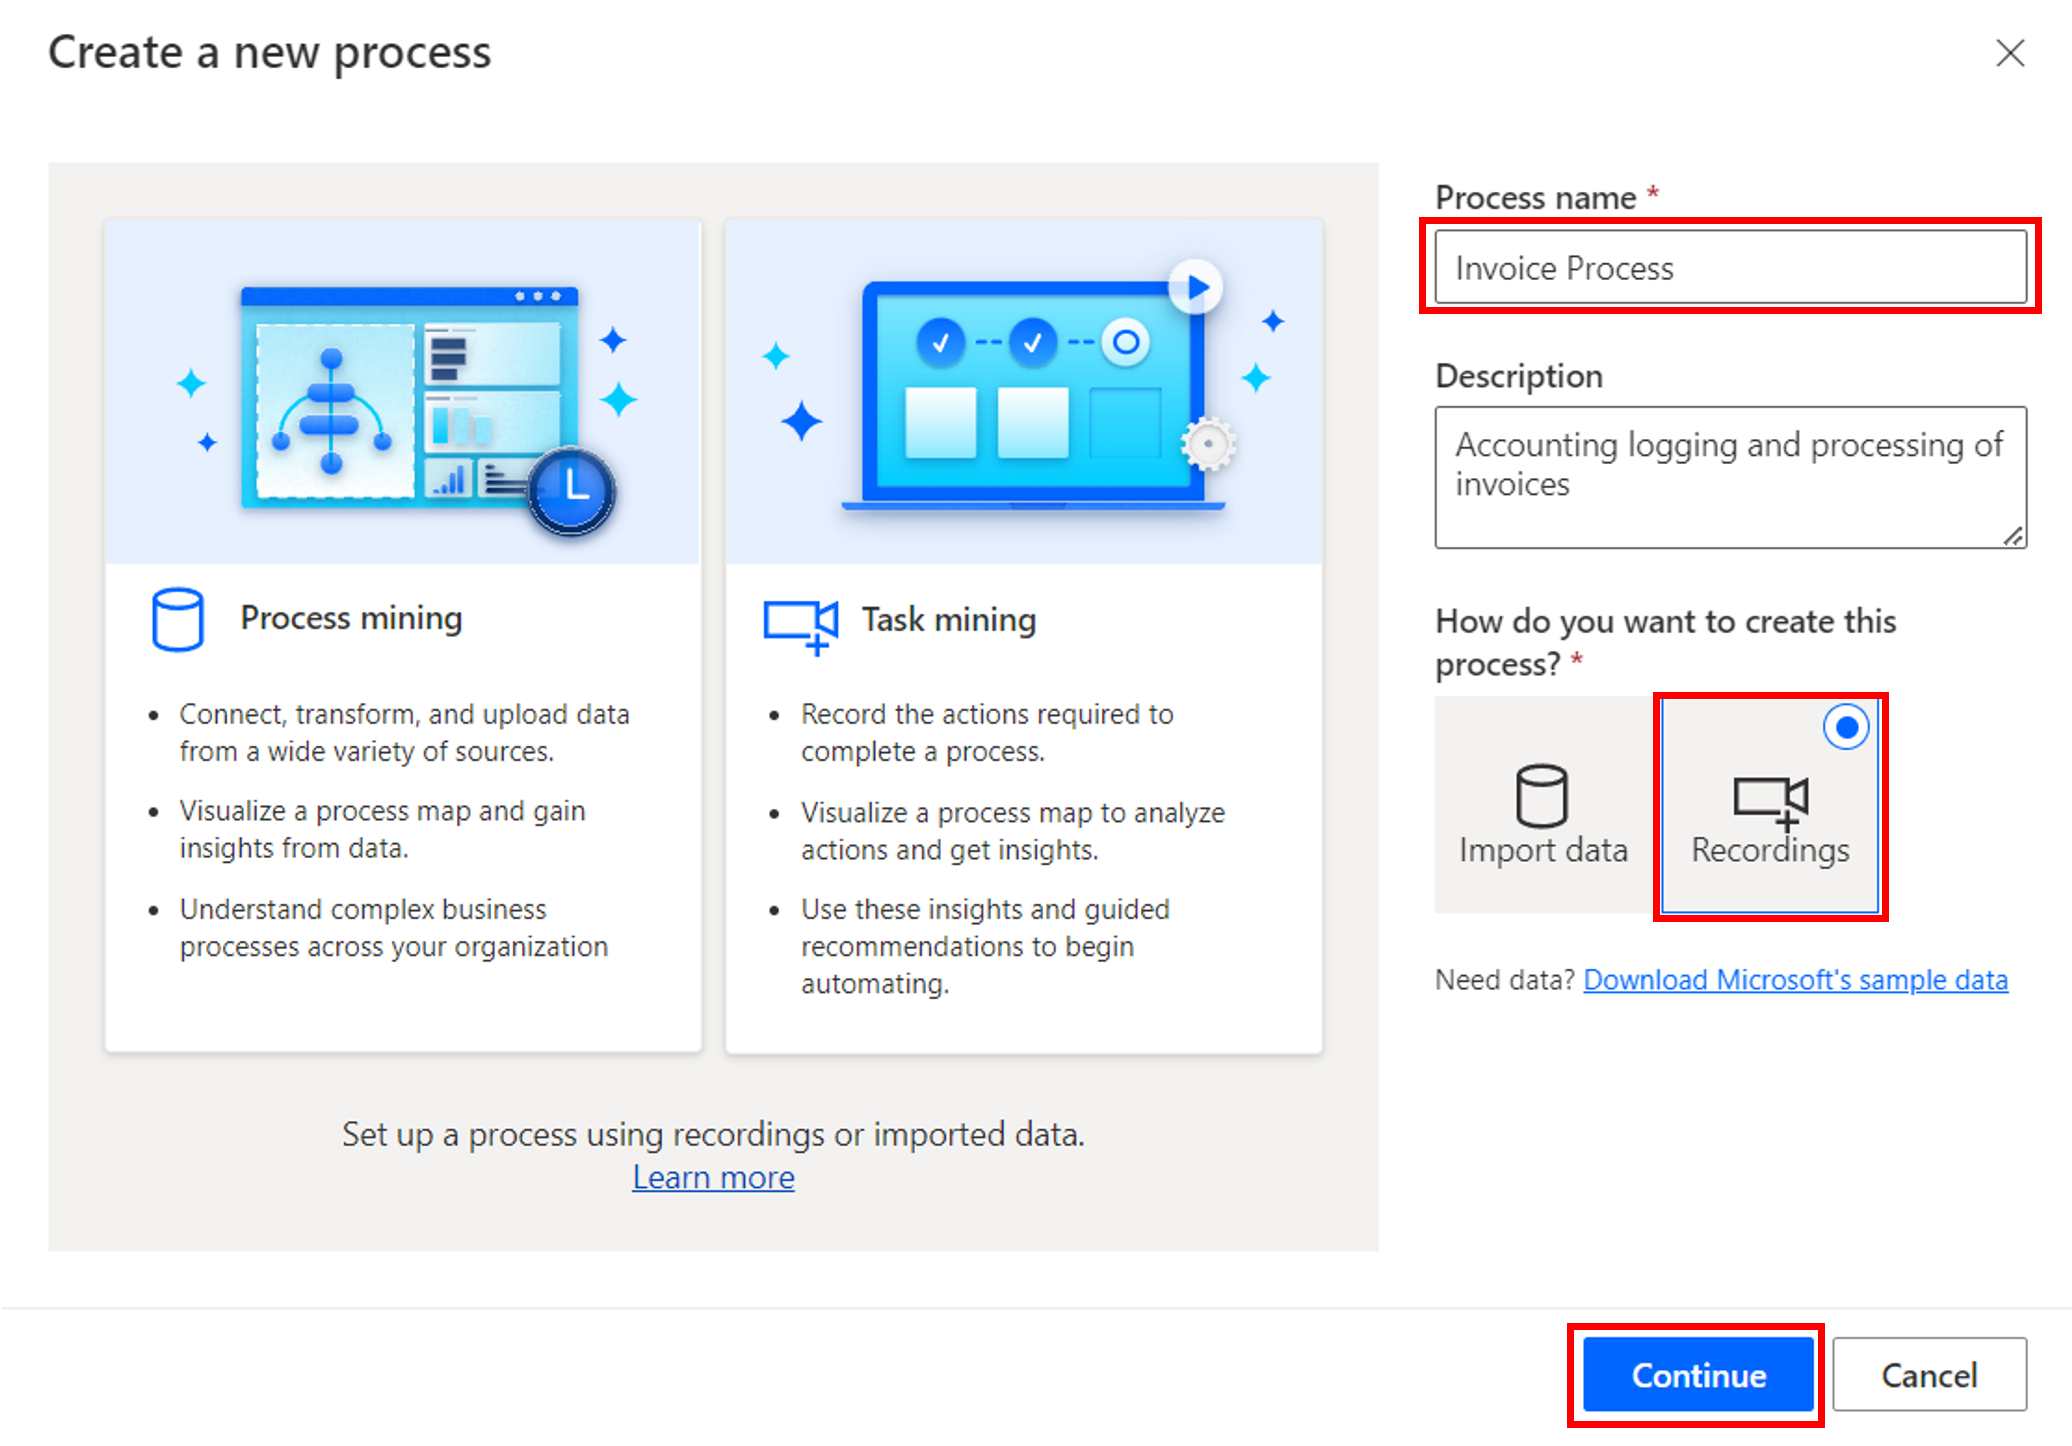 Create a new process
Process mining
• Connect, transform, and upload data
from a wide variety of sources.
• Visualize a process map and gain
insights from data.
• Understand complex business
processes across your organization
Task mining
• Record the actions required to
complete a process.
• Visualize a process map to analyze
actions and get insights.
• Use these insights and guided
recommendations to begin
automating.
Set up a process using recordings or imported data.
Learn more
Process name *
Invoice Process
Description
Accounting logging and processing of
invoices
How do you want to create this
process? *
Import data
Recordings
Need data? Download Microsoft's sample data
Continue
Cancel